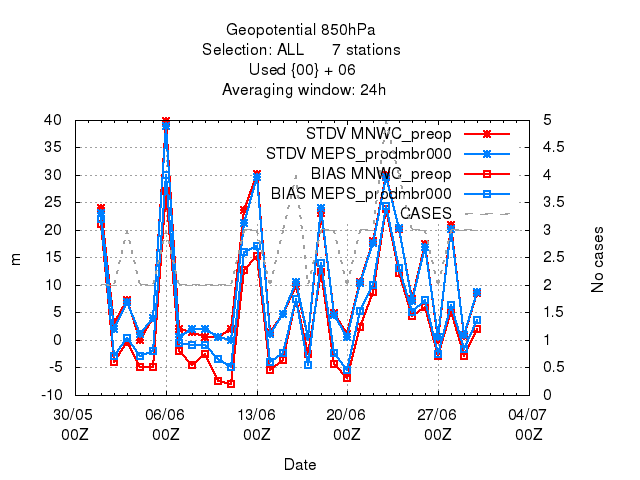 Geopotential 850hPa
Selection: ALL 7 stations
Used {00} + 06
Averaging window: 24h
STDV MNWC_preop
STDV MEPS_prodmbr000
BIAS MNWC_preop
BIAS MEPS_prodmbr000
CASES
40
35
30
25
20
15
10
5
0
-5
-10
m
5
4.5
4
3.5
3
2.5
2
1.5
1
0.5
0
No cases
30/05 06/06 13/06 20/06 27/06 04/07
00Z 00Z 00Z 00Z 00Z 00Z
Date